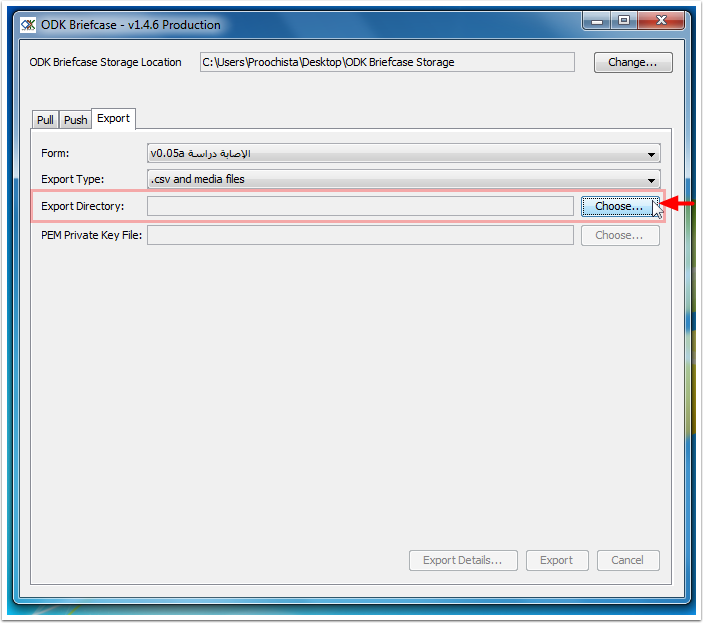 ODK Briefcase - v1.4.6 Production
ODK Briefcase Storage Location C:\Users\Proochista\Desktop\ODK Briefcase Storage Change...
Pull Push Export
Form: v0.05a الإصابة دراسة
Export Type: .csv and media files
Export Directory: Choose...
PEM Private Key File: Choose...
Export Details... Export Cancel